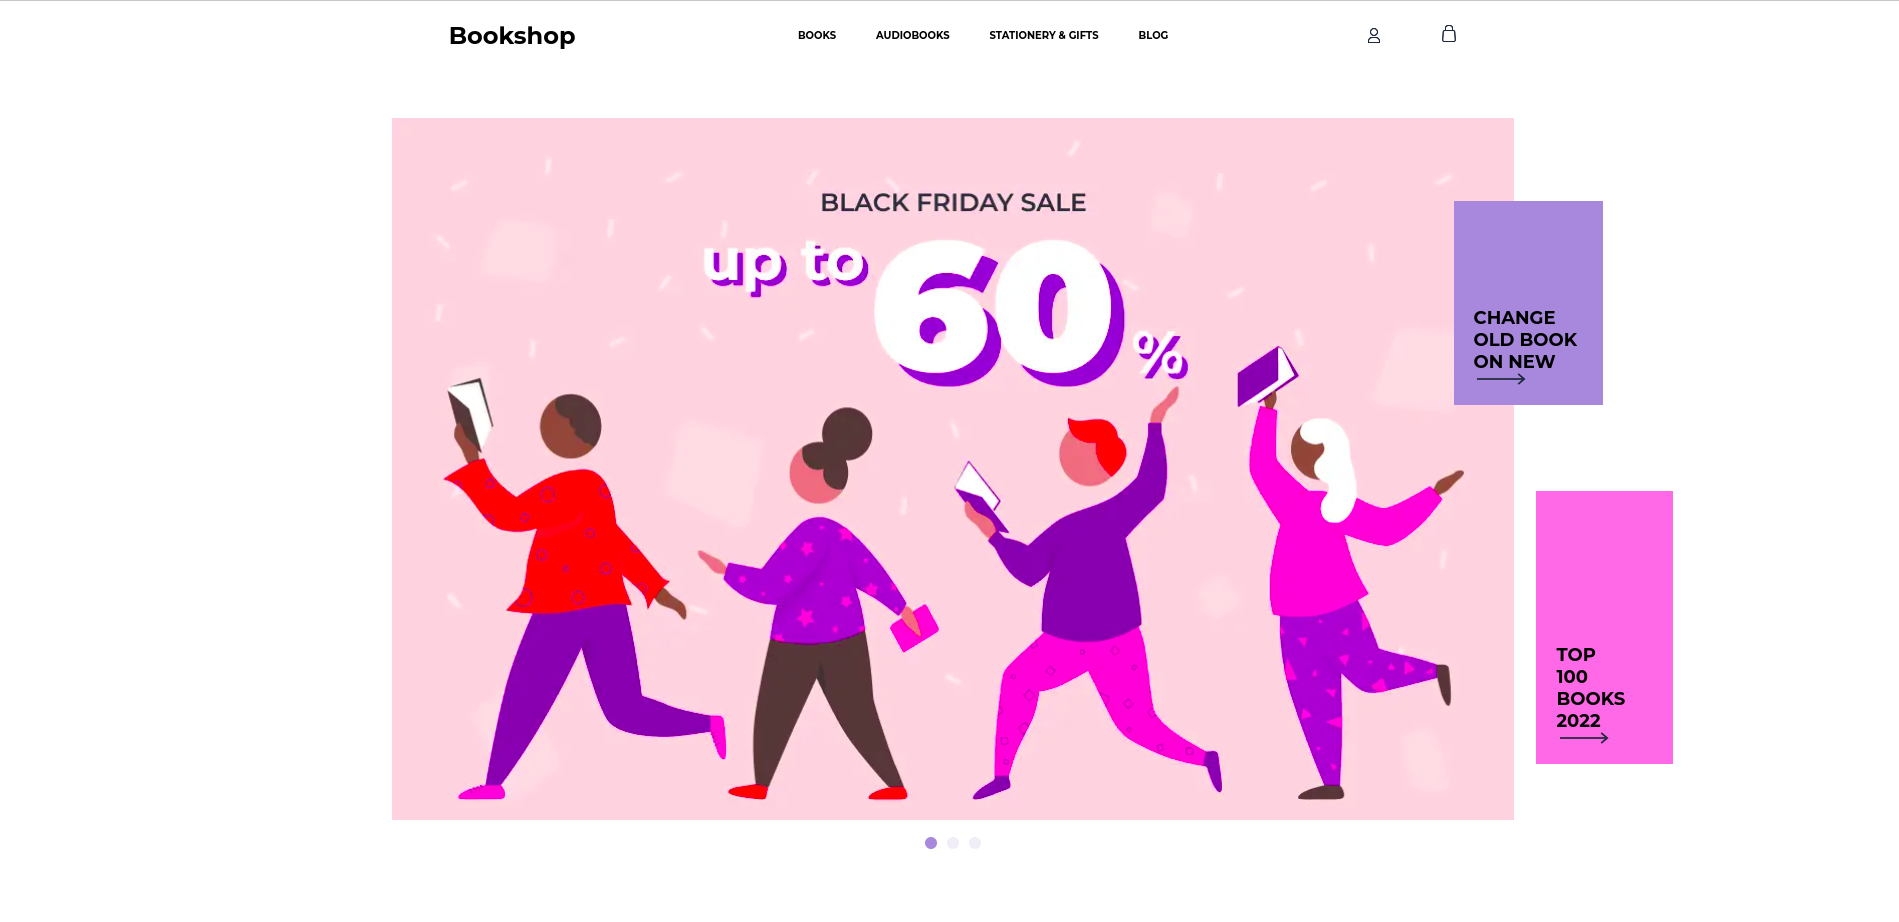 Bookshop
BOOKS
AUDIOBOOKS
STATIONERY & GIFTS
BLOG
BLACK FRIDAY SALE
up to 60 %
CHANGE
OLD BOOK
ON NEW
TOP
100
BOOKS
2022